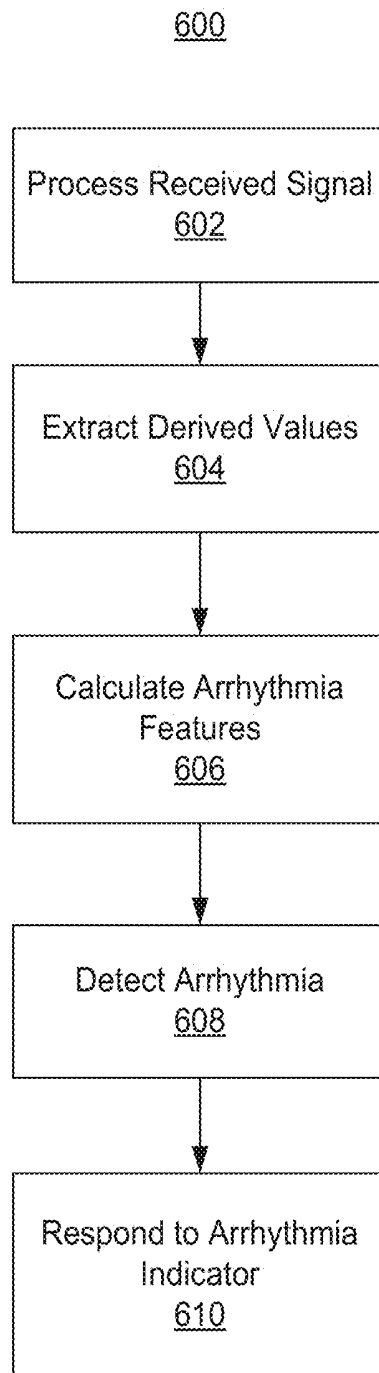 600
Process Received Signal
602
Extract Derived Values
604
Calculate Arrhythmia
Features
606
Detect Arrhythmia
608
Respond to Arrhythmia
Indicator
610